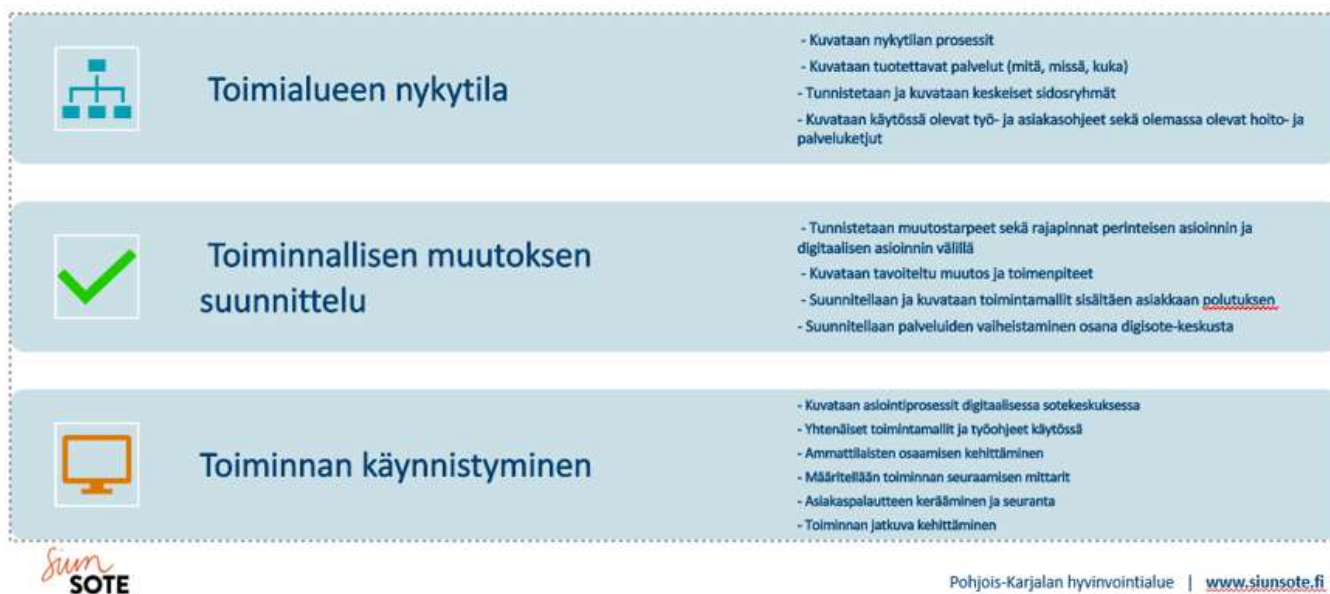 Toimialueen nykytila
- Kuvataan nykytilan prosessit
- Kuvataan tuotettavat palvelut (mitä, missä, kuka)
- Tunnistetaan ja kuvataan keskeiset sidosryhmät
- Kuvataan käytössä olevat työ- ja asiakasohjeet sekä olemassa olevat hoito- ja
palveluketjut
Toiminnallisen muutoksen
suunnittelu
- Tunnistetaan muutostarpeet sekä rajapinnat perinteisen asioinnin ja
digitaalisen asioinnin välillä
- Kuvataan tavoiteltu muutos ja toimenpiteet
- Suunnitellaan ja kuvataan toimintamallit sisältäen asiakkaan polutuksen
- Suunnitellaan palveluiden vaiheistaminen osana digisote-keskusta
Toiminnan käynnistyminen
- Kuvataan asiointiprosessit digitaalisessa sotekeskuksessa
- Yhtenäiset toimintamallit ja työohjeet käytössä
- Ammattilaisten osaamisen kehittäminen
- Määritellään toiminnan seuraamisen mittarit
- Asiakaspalautteen kerääminen ja seuranta
- Toiminnan jatkuva kehittäminen
Siun
SOTE
Pohjois-Karjalan hyvinvointialue | www.siunsote.fi